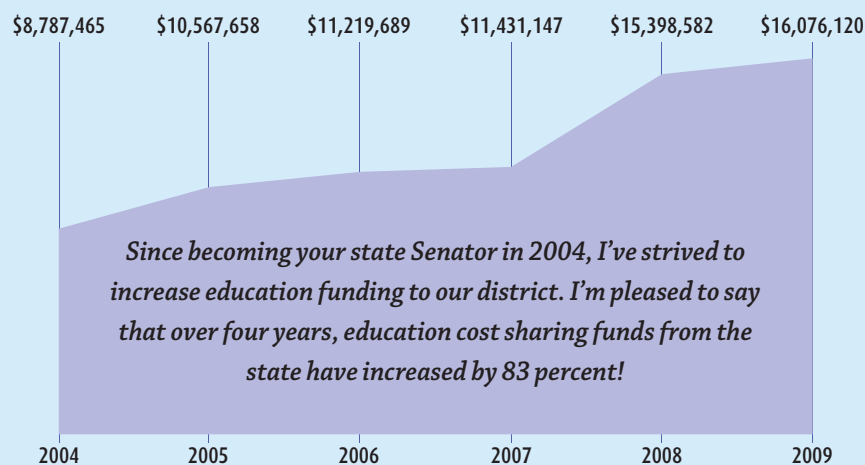 $8,787,465 $10,567,658 $11,219,689 $11,431,147 $15,398,582 $16,076,120
Since becoming your state Senator in 2004, I've strived to
increase education funding to our district. I'm pleased to say
that over four years, education cost sharing funds from the
state have increased by 83 percent!
2004 2005 2006 2007 2008 2009